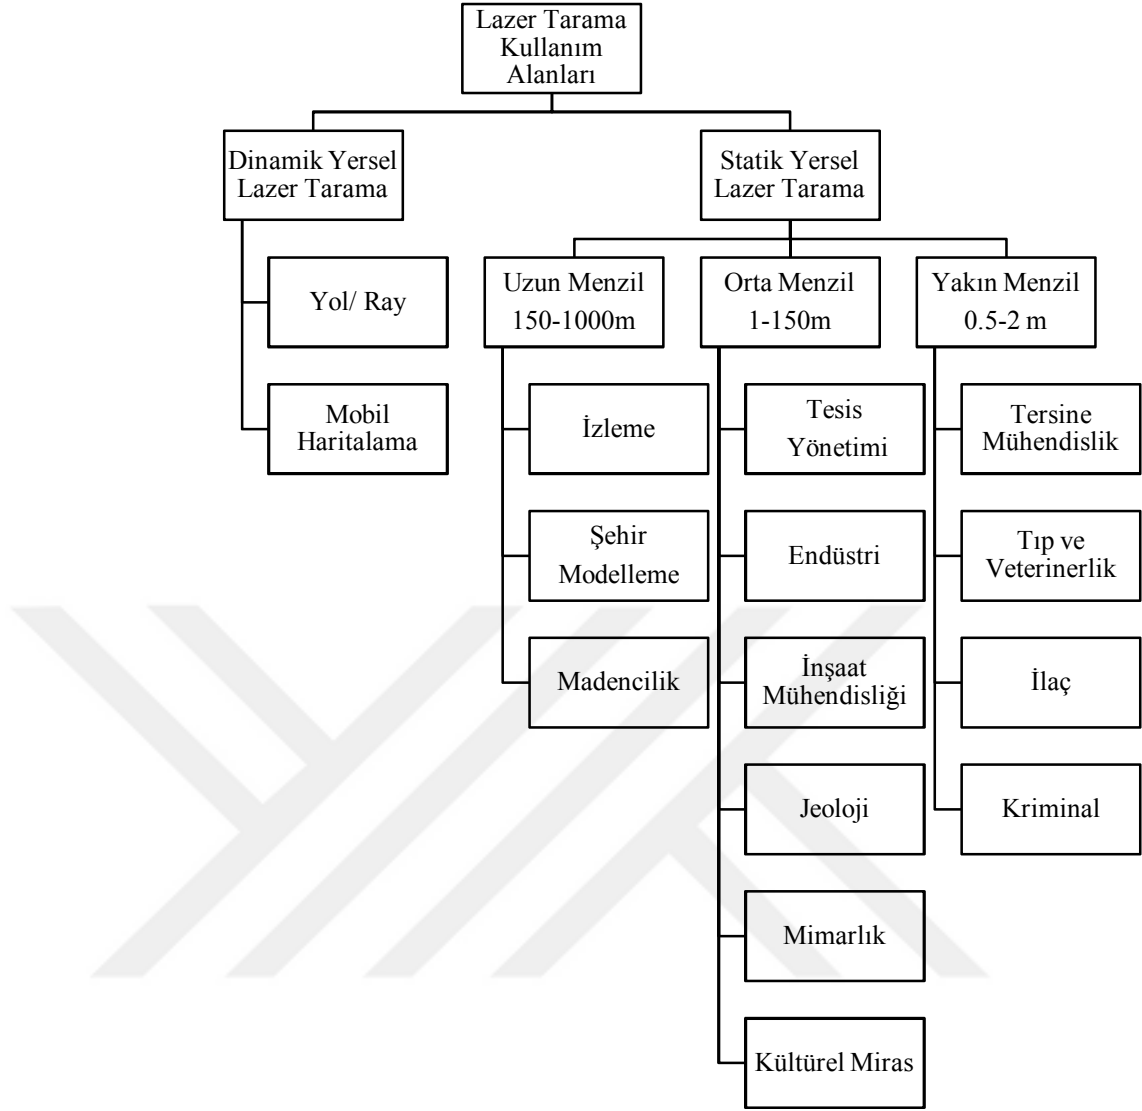 Lazer Tarama
Kullanım
Alanları
Dinamik Yersel
Lazer Tarama
Yol/ Ray
Mobil
Haritalama
Statik Yersel
Lazer Tarama
Uzun Menzil
150-1000m
İzleme
Şehir
Modelleme
Madencilik
Orta Menzil
1-150m
Tesis
Yönetimi
Endüstri
İnşaat
Mühendisliği
Jeoloji
Mimarlık
Kültürel Miras
Yakın Menzil
0.5-2 m
Tersine
Mühendislik
Tıp ve
Veterinerlik
İlaç
Kriminal